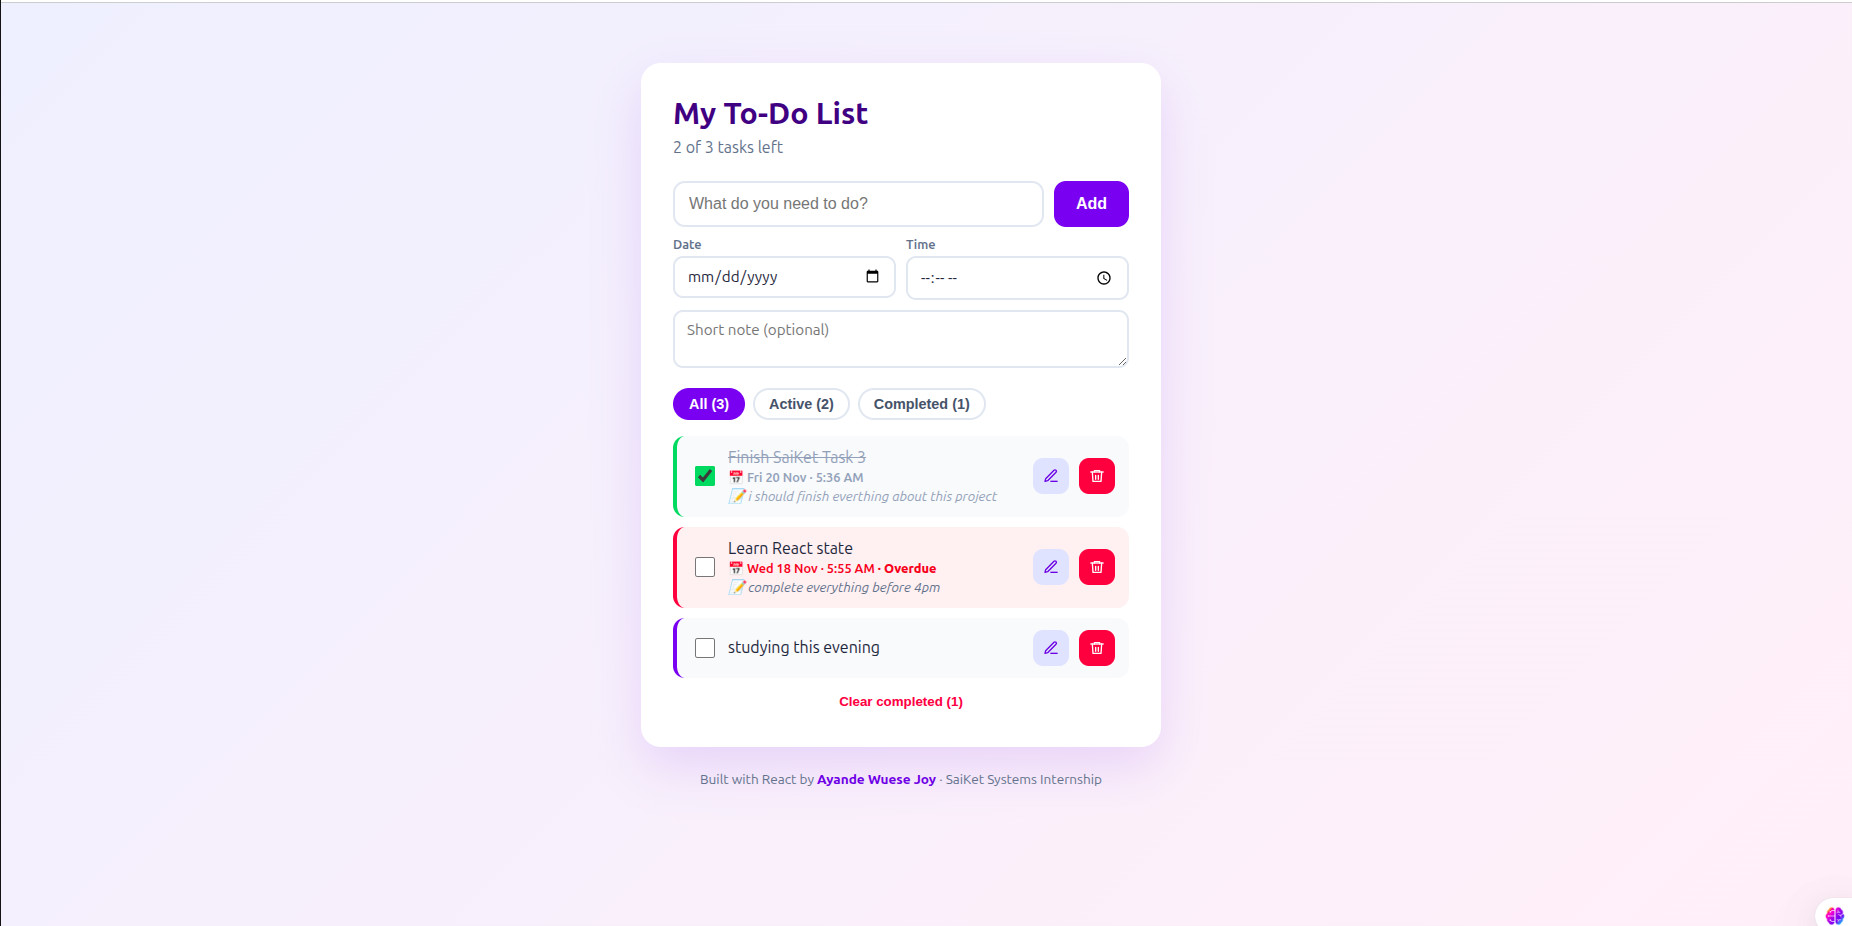 My To-Do List
2 of 3 tasks left
What do you need to do?
Add
Date
Time
mm/dd/yyyy
--:-- --
Short note (optional)
All (3)
Active (2)
Completed (1)
Finish SaiKet Task 3
📅 Fri 20 Nov · 5:36 AM
📝 i should finish everthing about this project
Learn React state
📅 Wed 18 Nov · 5:55 AM · Overdue
📝 complete everything before 4pm
studying this evening
Clear completed (1)
Built with React by Ayande Wuese Joy · SaiKet Systems Internship